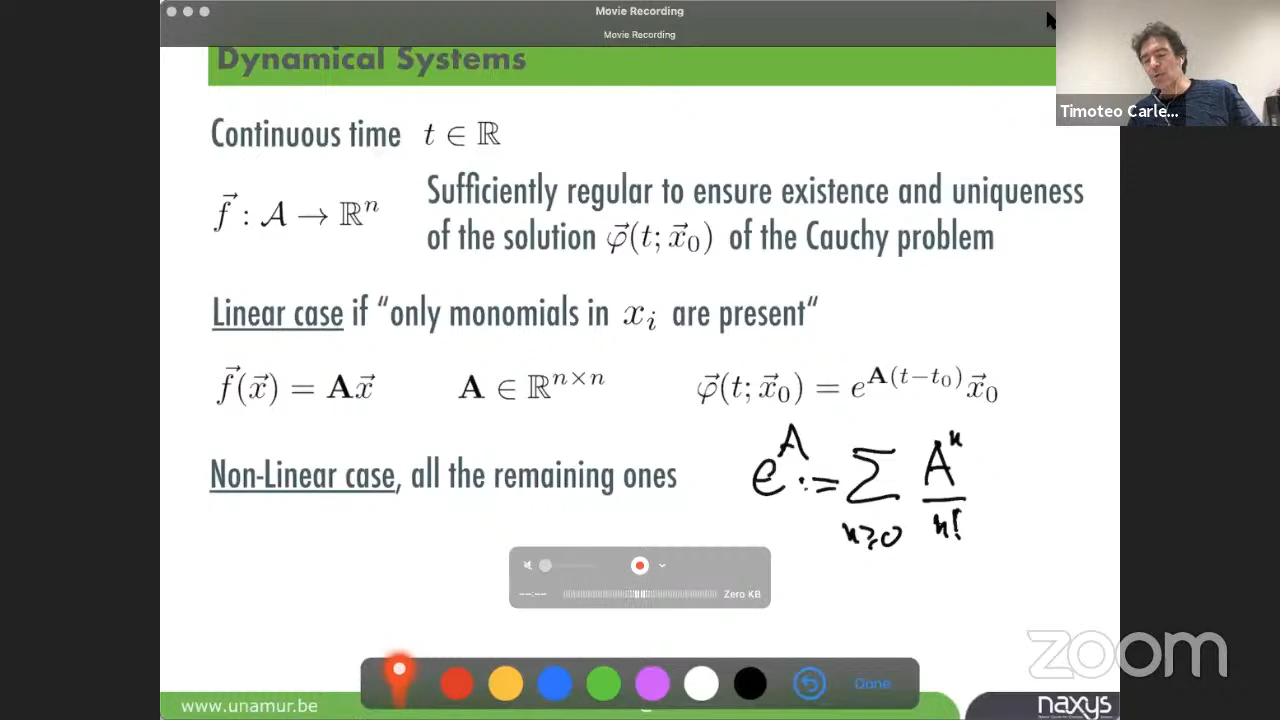 Movie Recording
Movie Recording
Dynamical Systems
Timoteo Carle...
Continuous time t ∈ ℝ
f⃗ : 𝒜 → ℝⁿ
Sufficiently regular to ensure existence and uniqueness
of the solution φ⃗(t; x⃗₀) of the Cauchy problem
Linear case if “only monomials in xᵢ are present“
f⃗(x⃗) = Ax⃗ A ∈ ℝⁿˣⁿ φ⃗(t; x⃗₀) = e^{A(t−t₀)}x⃗₀
Non-Linear case, all the remaining ones
e^A := Σ_{n≥0} A^n/n!
--:-- Zero KB
Done
zoom
www.unamur.be
naxys